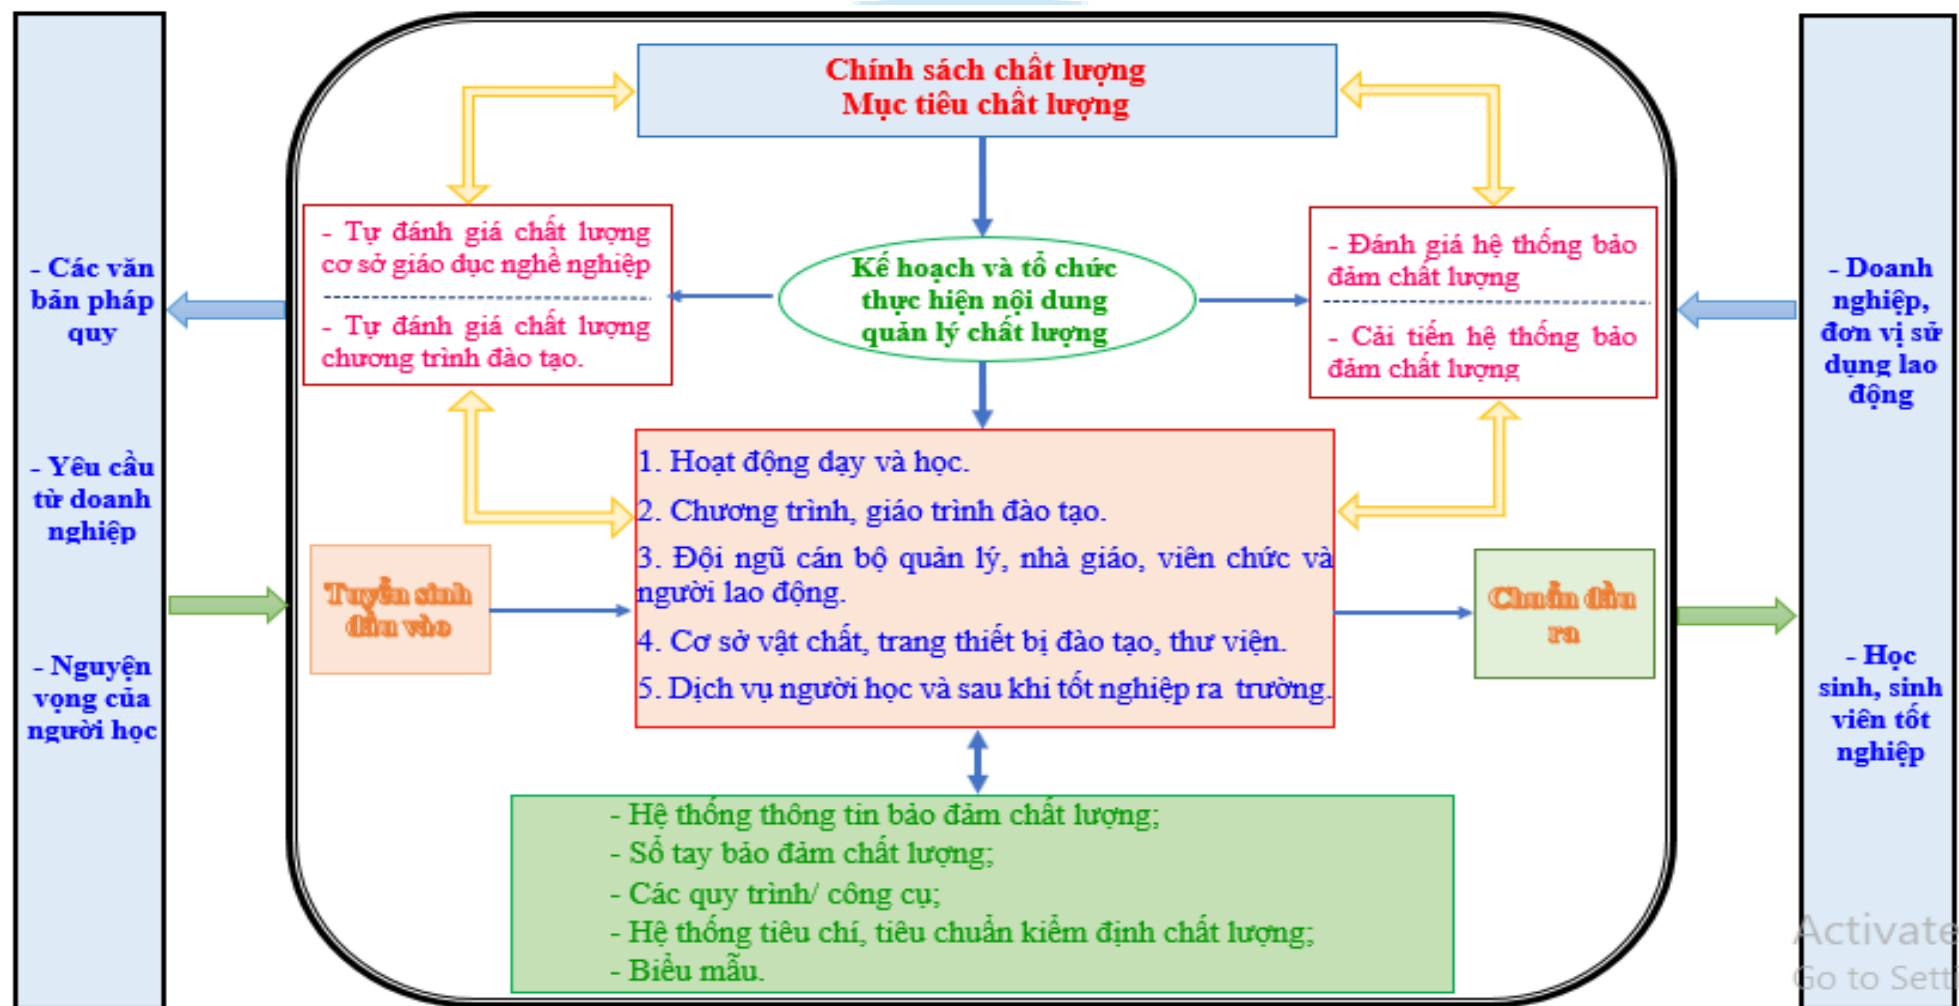 Chính sách chất lượng
Mục tiêu chất lượng
- Các văn
bản pháp
quy
- Yêu cầu
từ doanh
nghiệp
- Nguyện
vọng của
người học
- Tự đánh giá chất lượng
cơ sở giáo dục nghề nghiệp
- Tự đánh giá chất lượng
chương trình đào tạo.
Kế hoạch và tổ chức
thực hiện nội dung
quản lý chất lượng
- Đánh giá hệ thống bảo
đảm chất lượng
- Cải tiến hệ thống bảo
đảm chất lượng
Tuyển sinh
đầu vào
1. Hoạt động dạy và học.
2. Chương trình, giáo trình đào tạo.
3. Đội ngũ cán bộ quản lý, nhà giáo, viên chức và
người lao động.
4. Cơ sở vật chất, trang thiết bị đào tạo, thư viện.
5. Dịch vụ người học và sau khi tốt nghiệp ra trường.
Chuẩn đầu
ra
- Hệ thống thông tin bảo đảm chất lượng;
- Sổ tay bảo đảm chất lượng;
- Các quy trình/ công cụ;
- Hệ thống tiêu chí, tiêu chuẩn kiểm định chất lượng;
- Biểu mẫu.
- Doanh
nghiệp,
đơn vị sử
dụng lao
động
- Học
sinh, sinh
viên tốt
nghiệp
Activate
Go to Sett